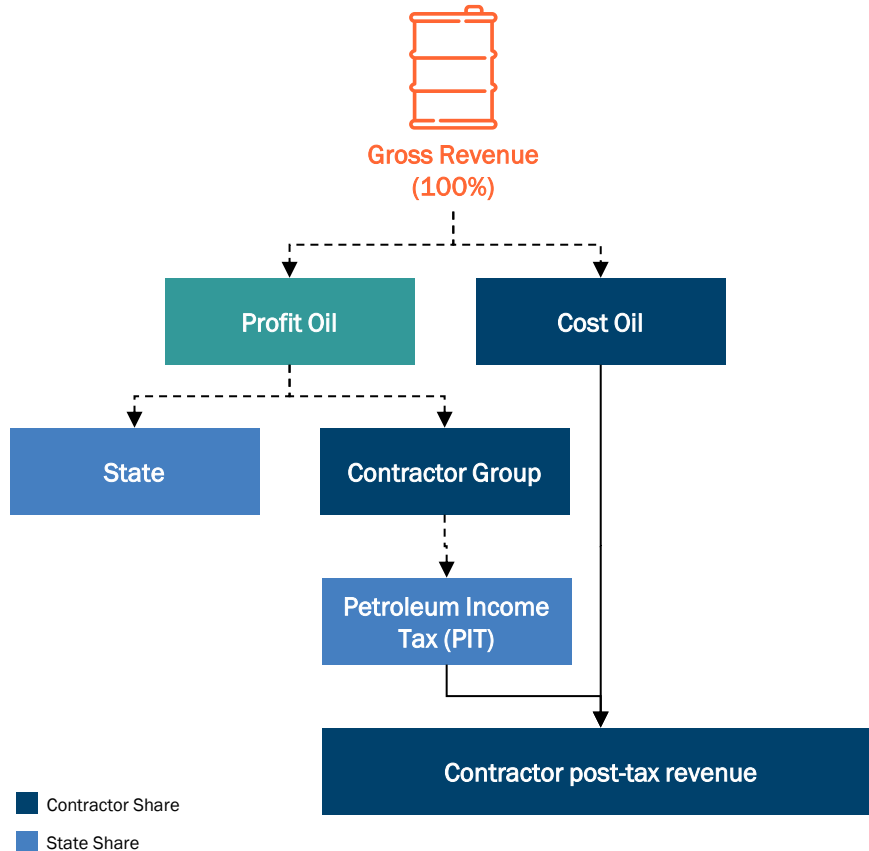 Gross Revenue
(100%)
Profit Oil
Cost Oil
State
Contractor Group
Petroleum Income
Tax (PIT)
Contractor post-tax revenue
Contractor Share
State Share